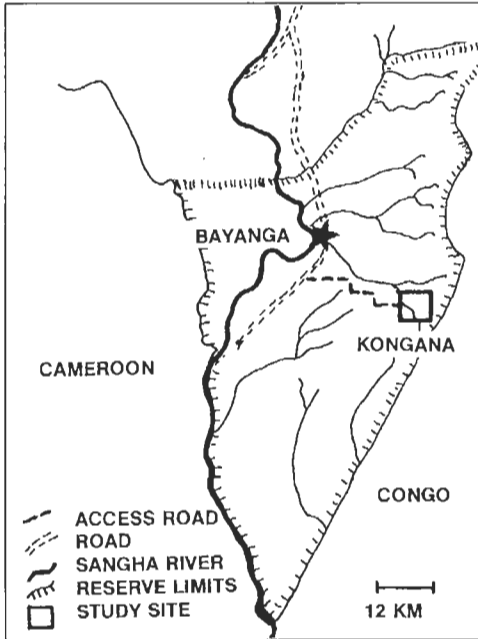 BAYANGA
KONGANA
CAMEROON
CONGO
ACCESS ROAD
ROAD
SANGHA RIVER
RESERVE LIMITS
STUDY SITE
12 KM